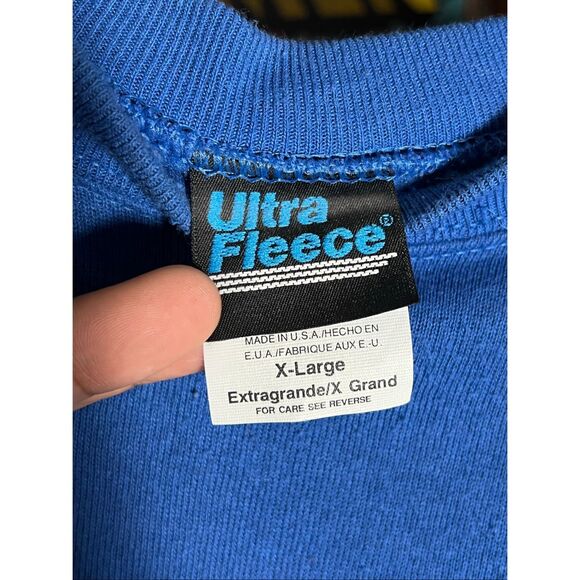 Ultra
Fleece®
MADE IN U.S.A./HECHO EN
E.U.A./FABRIQUE AUX E.-U.
X-Large
Extragrande/X Grand
FOR CARE SEE REVERSE